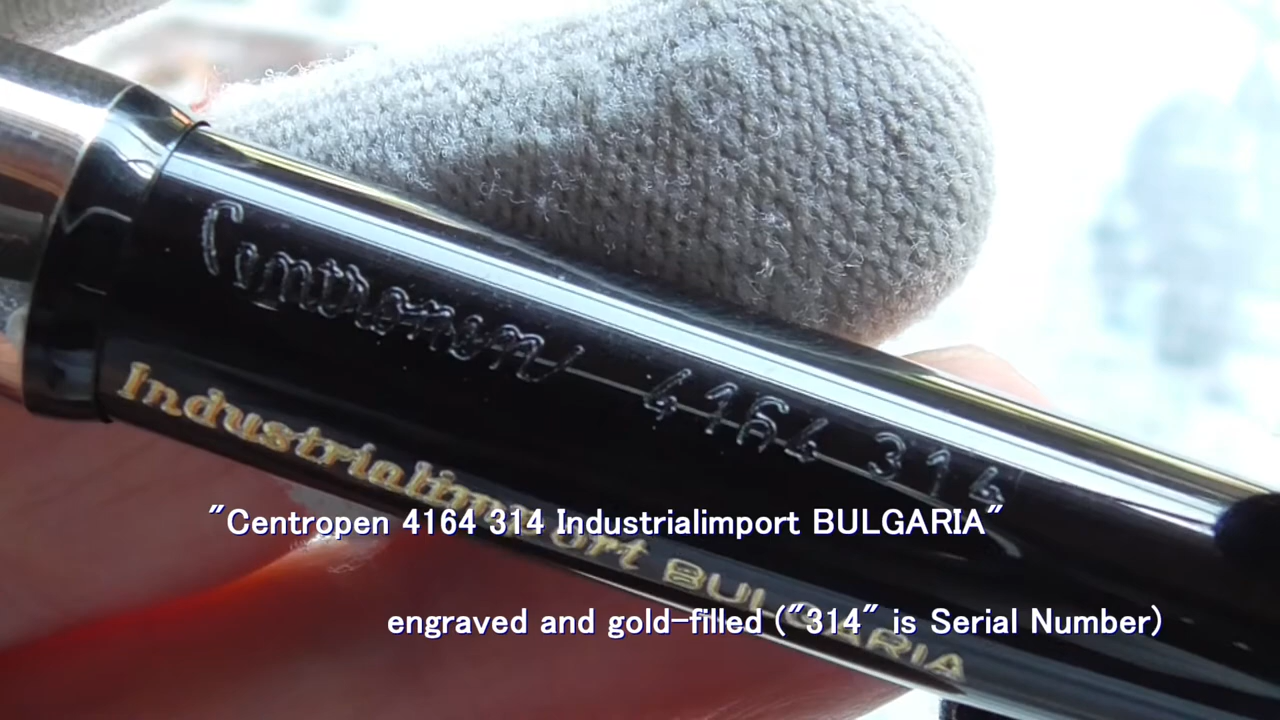 Centropen 4164 314
Industrialimport BULGARIA
"Centropen 4164 314 Industrialimport BULGARIA"
engraved and gold-filled ("314" is Serial Number)